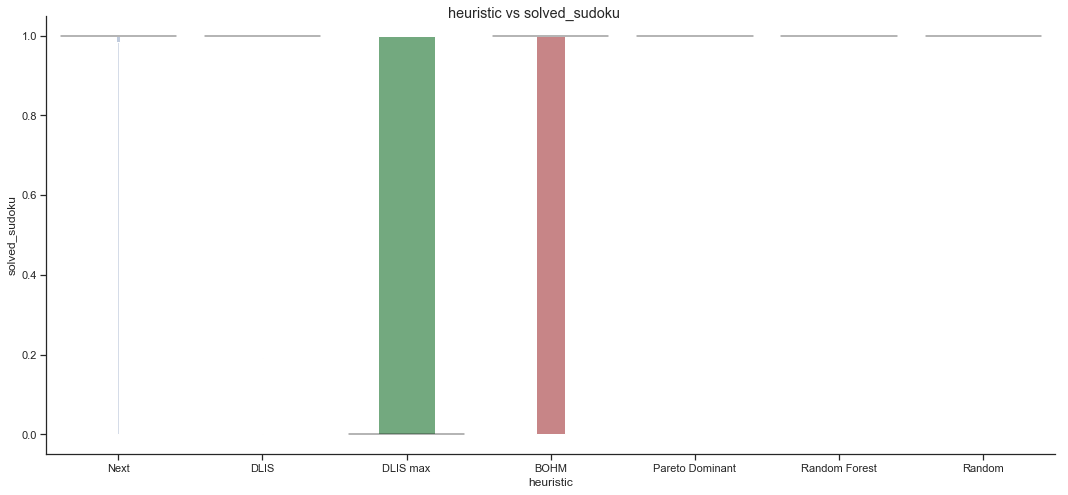 heuristic vs solved_sudoku
solved_sudoku
1.0
0.8
0.6
0.4
0.2
0.0
Next DLIS DLIS max BOHM Pareto Dominant Random Forest Random
heuristic